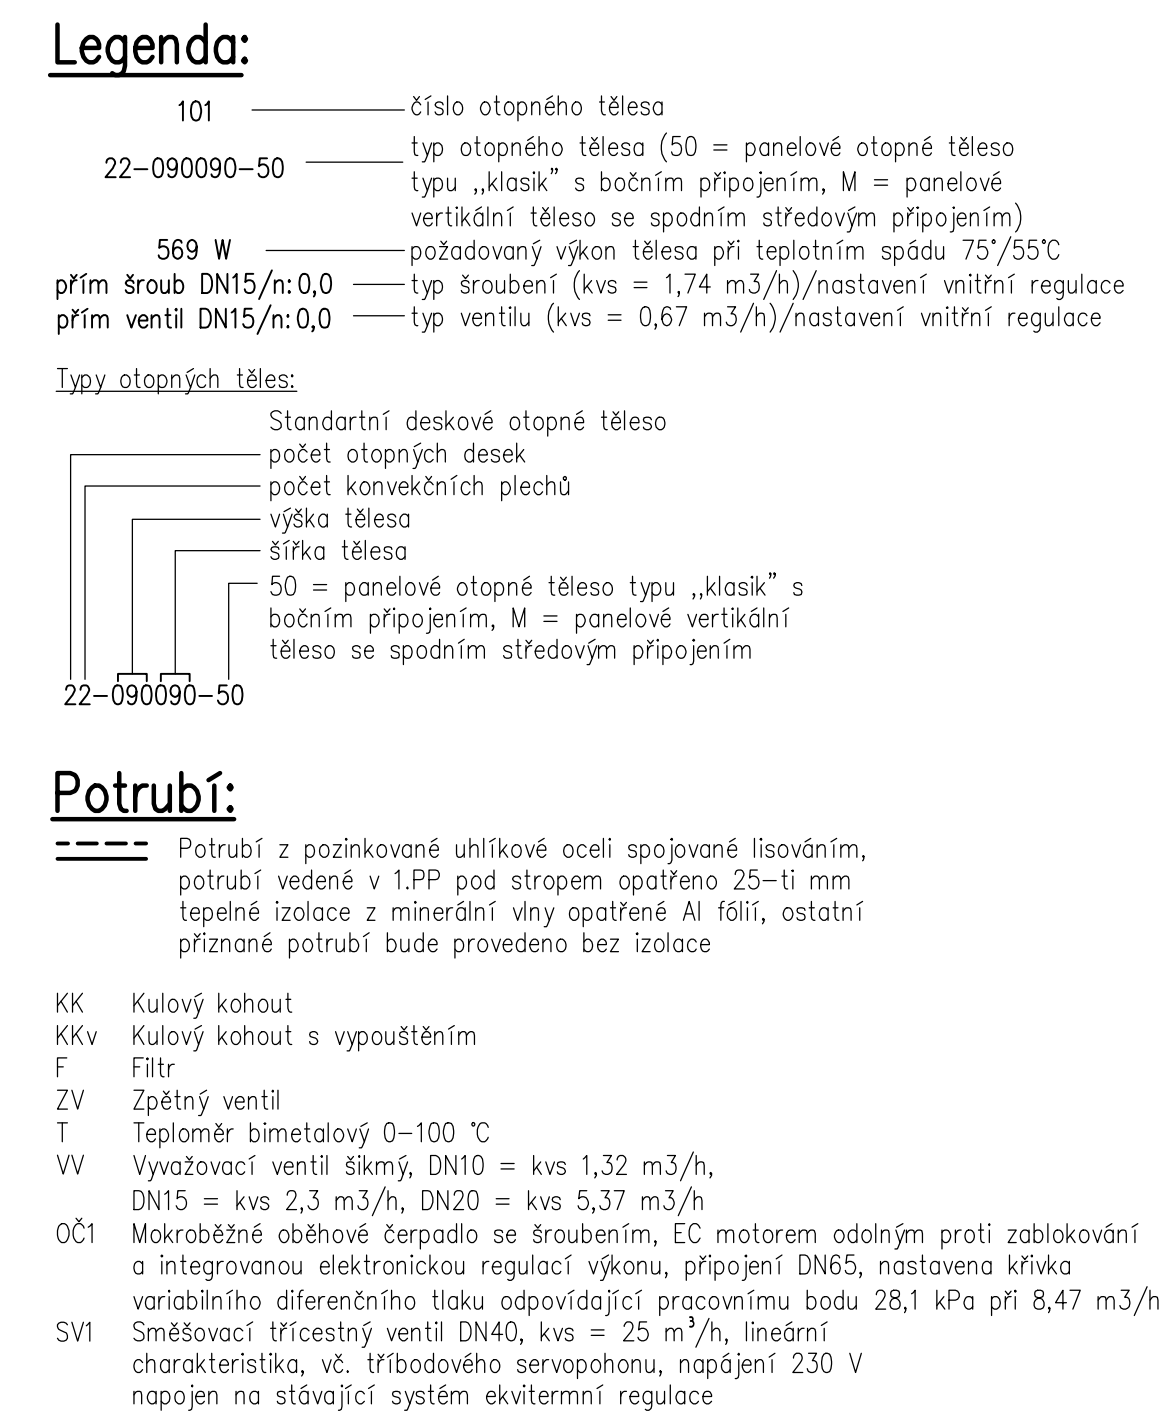 Legenda:
101 číslo otopného tělesa
22-090090-50 typ otopného tělesa (50 = panelové otopné těleso
typu ,,klasik" s bočním připojením, M = panelové
vertikální těleso se spodním středovým připojením)
569 W požadovaný výkon tělesa při teplotním spádu 75°/55°C
přím šroub DN15/n:0,0 typ šroubení (kvs = 1,74 m3/h)/nastavení vnitřní regulace
přím ventil DN15/n:0,0 typ ventilu (kvs = 0,67 m3/h)/nastavení vnitřní regulace
Typy otopných těles:
Standartní deskové otopné těleso
počet otopných desek
počet konvekčních plechů
výška tělesa
šířka tělesa
50 = panelové otopné těleso typu ,,klasik" s
bočním připojením, M = panelové vertikální
těleso se spodním středovým připojením
22-090090-50
Potrubí:
Potrubí z pozinkované uhlíkové oceli spojované lisováním,
potrubí vedené v 1.PP pod stropem opatřeno 25-ti mm
tepelné izolace z minerální vlny opatřené Al fólií, ostatní
přiznané potrubí bude provedeno bez izolace
KK Kulový kohout
KKv Kulový kohout s vypouštěním
F Filtr
ZV Zpětný ventil
T Teploměr bimetalový 0-100 °C
VV Vyvažovací ventil šikmý, DN10 = kvs 1,32 m3/h,
DN15 = kvs 2,3 m3/h, DN20 = kvs 5,37 m3/h
OČ1 Mokroběžné oběhové čerpadlo se šroubením, EC motorem odolným proti zablokování
a integrovanou elektronickou regulací výkonu, připojení DN65, nastavena křivka
variabilního diferenčního tlaku odpovídající pracovnímu bodu 28,1 kPa při 8,47 m3/h
SV1 Směšovací třícestný ventil DN40, kvs = 25 m³/h, lineární
charakteristika, vč. tříbodového servopohonu, napájení 230 V
napojen na stávající systém ekvitermní regulace